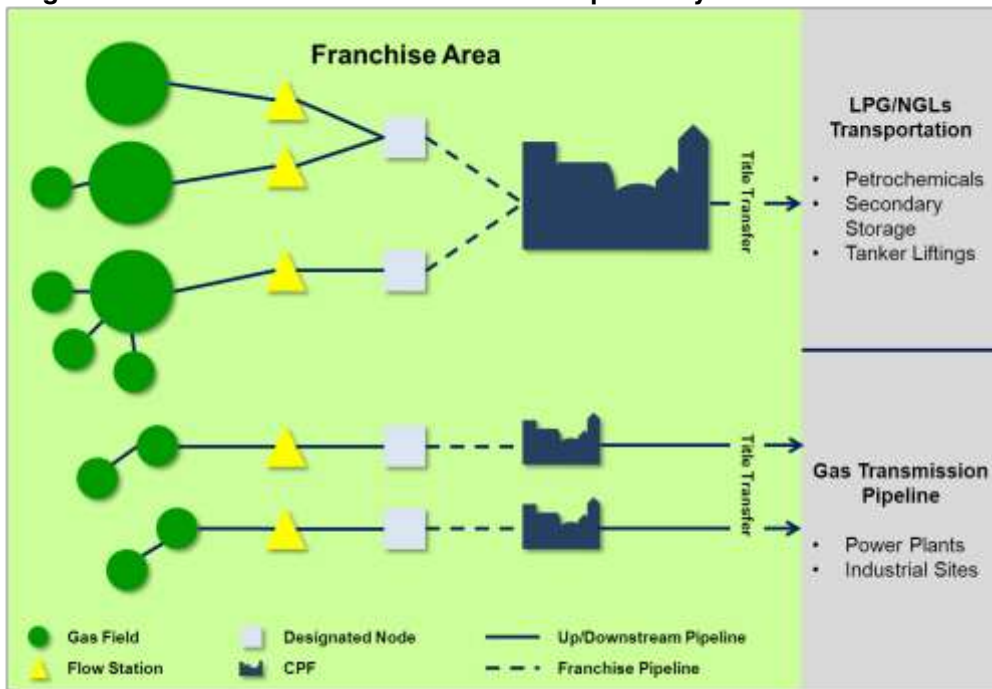 Franchise Area
Title Transfer
LPG/NGLs
Transportation
• Petrochemicals
• Secondary
Storage
• Tanker Liftings
Title Transfer
Gas Transmission
Pipeline
• Power Plants
• Industrial Sites
Gas Field
Designated Node
Up/Downstream Pipeline
Flow Station
CPF
Franchise Pipeline